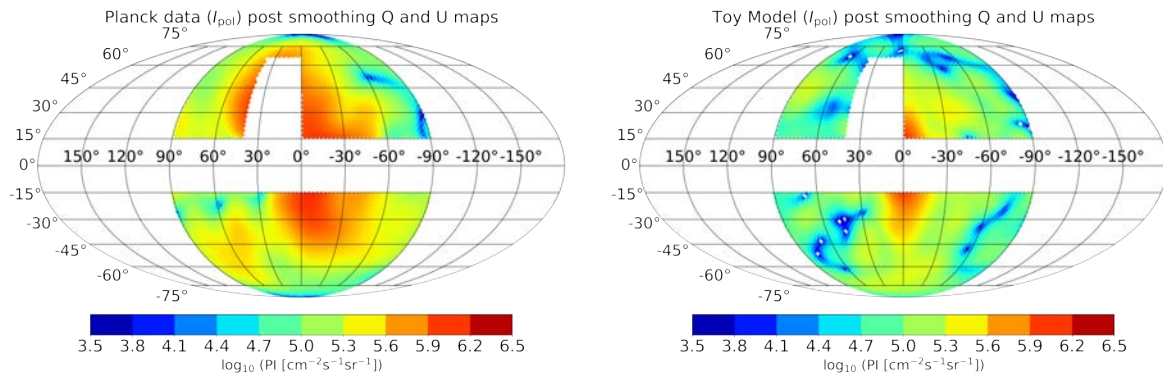 Planck data (I_pol) post smoothing Q and U maps
75°
60°
45°
30°
15°
0°
-15°
-30°
-45°
-60°
-75°
150° 120° 90° 60° 30° 0° -30° -60° -90° -120° -150°
3.5 3.8 4.1 4.4 4.7 5.0 5.3 5.6 5.9 6.2 6.5
log₁₀ (PI [cm⁻²s⁻¹sr⁻¹])
Toy Model (I_pol) post smoothing Q and U maps
75°
60°
45°
30°
15°
0°
-15°
-30°
-45°
-60°
-75°
150° 120° 90° 60° 30° 0° -30° -60° -90° -120° -150°
3.5 3.8 4.1 4.4 4.7 5.0 5.3 5.6 5.9 6.2 6.5
log₁₀ (PI [cm⁻²s⁻¹sr⁻¹])